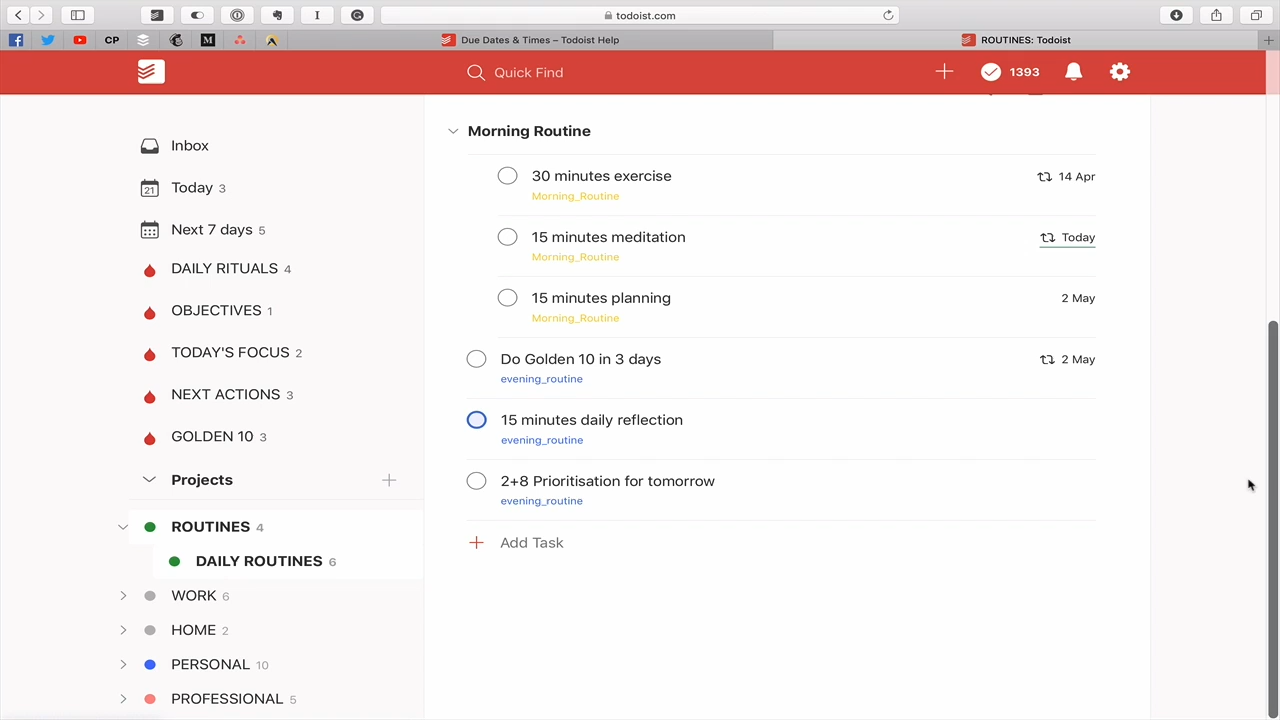 todoist.com
CP
M
Due Dates & Times – Todoist Help
ROUTINES: Todoist
Quick Find
1393
Inbox
21
Today 3
Next 7 days 5
DAILY RITUALS 4
OBJECTIVES 1
TODAY'S FOCUS 2
NEXT ACTIONS 3
GOLDEN 10 3
Projects
ROUTINES 4
DAILY ROUTINES 6
WORK 6
HOME 2
PERSONAL 10
PROFESSIONAL 5
Morning Routine
30 minutes exercise
14 Apr
Morning_Routine
15 minutes meditation
Today
Morning_Routine
15 minutes planning
2 May
Morning_Routine
Do Golden 10 in 3 days
2 May
evening_routine
15 minutes daily reflection
evening_routine
2+8 Prioritisation for tomorrow
evening_routine
Add Task